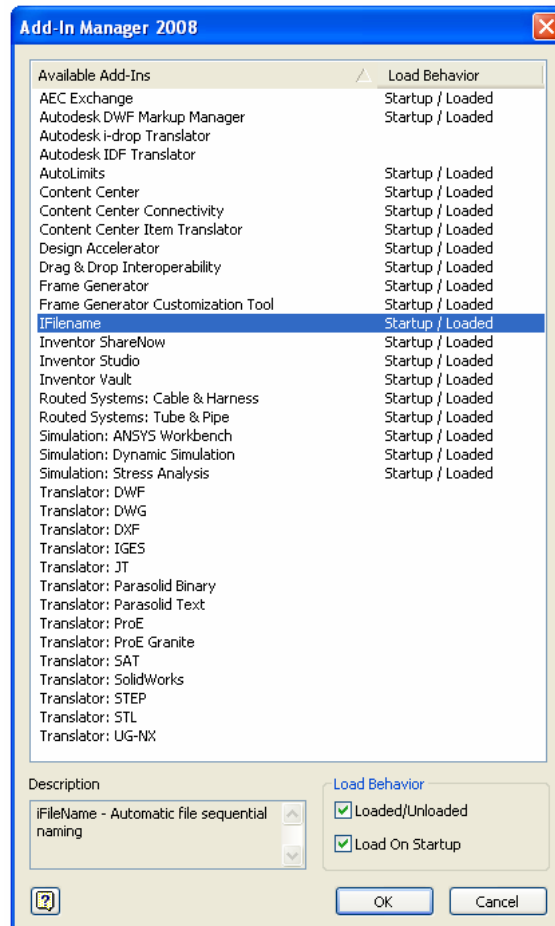 Add-In Manager 2008
Available Add-Ins Load Behavior
AEC Exchange Startup / Loaded
Autodesk DWF Markup Manager Startup / Loaded
Autodesk i-drop Translator
Autodesk IDF Translator
AutoLimits Startup / Loaded
Content Center Startup / Loaded
Content Center Connectivity Startup / Loaded
Content Center Item Translator Startup / Loaded
Design Accelerator Startup / Loaded
Drag & Drop Interoperability Startup / Loaded
Frame Generator Startup / Loaded
Frame Generator Customization Tool Startup / Loaded
IFilename Startup / Loaded
Inventor ShareNow Startup / Loaded
Inventor Studio Startup / Loaded
Inventor Vault Startup / Loaded
Routed Systems: Cable & Harness Startup / Loaded
Routed Systems: Tube & Pipe Startup / Loaded
Simulation: ANSYS Workbench Startup / Loaded
Simulation: Dynamic Simulation Startup / Loaded
Simulation: Stress Analysis Startup / Loaded
Translator: DWF
Translator: DWG
Translator: DXF
Translator: IGES
Translator: JT
Translator: Parasolid Binary
Translator: Parasolid Text
Translator: ProE
Translator: ProE Granite
Translator: SAT
Translator: SolidWorks
Translator: STEP
Translator: STL
Translator: UG-NX
Description
iFileName - Automatic file sequential
naming
Load Behavior
Loaded/Unloaded
Load On Startup
?
OK Cancel